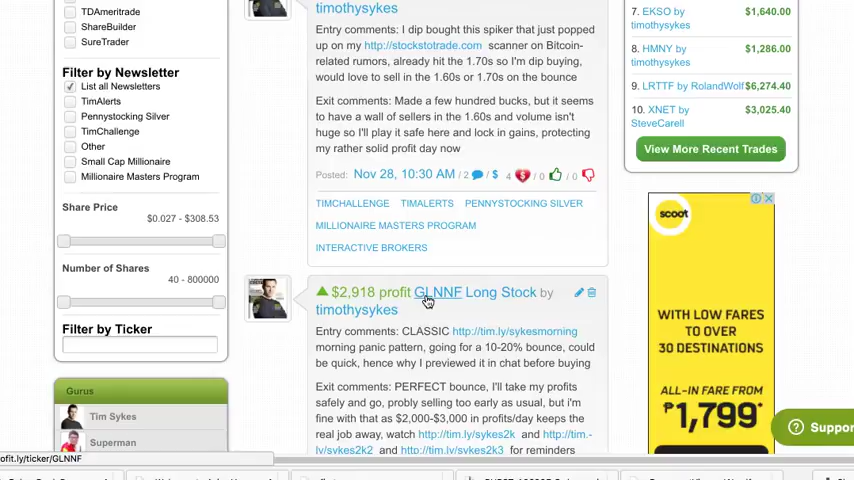 TDAmeritrade
ShareBuilder
SureTrader
Filter by Newsletter
List all Newsletters
TimAlerts
Pennystocking Silver
TimChallenge
Other
Small Cap Millionaire
Millionaire Masters Program
Share Price
$0.027 - $308.53
Number of Shares
40 - 800000
Filter by Ticker
Gurus
Tim Sykes
Superman
ofit.ly/ticker/GLNNF
timothysykes
Entry comments: I dip bought this spiker that just popped
up on my http://stockstotrade.com scanner on Bitcoin-
related rumors, already hit the 1.70s so I'm dip buying,
would love to sell in the 1.60s or 1.70s on the bounce
Exit comments: Made a few hundred bucks, but it seems
to have a wall of sellers in the 1.60s and volume isn't
huge so I'll play it safe here and lock in gains, protecting
my rather solid profit day now
Posted: Nov 28, 10:30 AM / 2 / $ 4 / 0 / 0
TIMCHALLENGE TIMALERTS PENNYSTOCKING SILVER
MILLIONAIRE MASTERS PROGRAM
INTERACTIVE BROKERS
$2,918 profit GLNNF Long Stock by
timothysykes
Entry comments: CLASSIC http://tim.ly/sykesmorning
morning panic pattern, going for a 10-20% bounce, could
be quick, hence why I previewed it in chat before buying
Exit comments: PERFECT bounce, I'll take my profits
safely and go, probly selling too early as usual, but i'm
fine with that as $2,000-$3,000 in profits/day keeps the
real job away, watch http://tim.ly/sykes2k and http://tim.-
ly/sykes2k2 and http://tim.ly/sykes2k3 for reminders
7. EKSO by $1,640.00
timothysykes
8. HMNY by $1,286.00
timothysykes
9. LRTTF by RolandWolf $6,274.40
10. XNET by $3,025.40
SteveCarell
View More Recent Trades
scoot
WITH LOW FARES
TO OVER
30 DESTINATIONS
ALL-IN FARE FROM
₱1,799*
Suppor